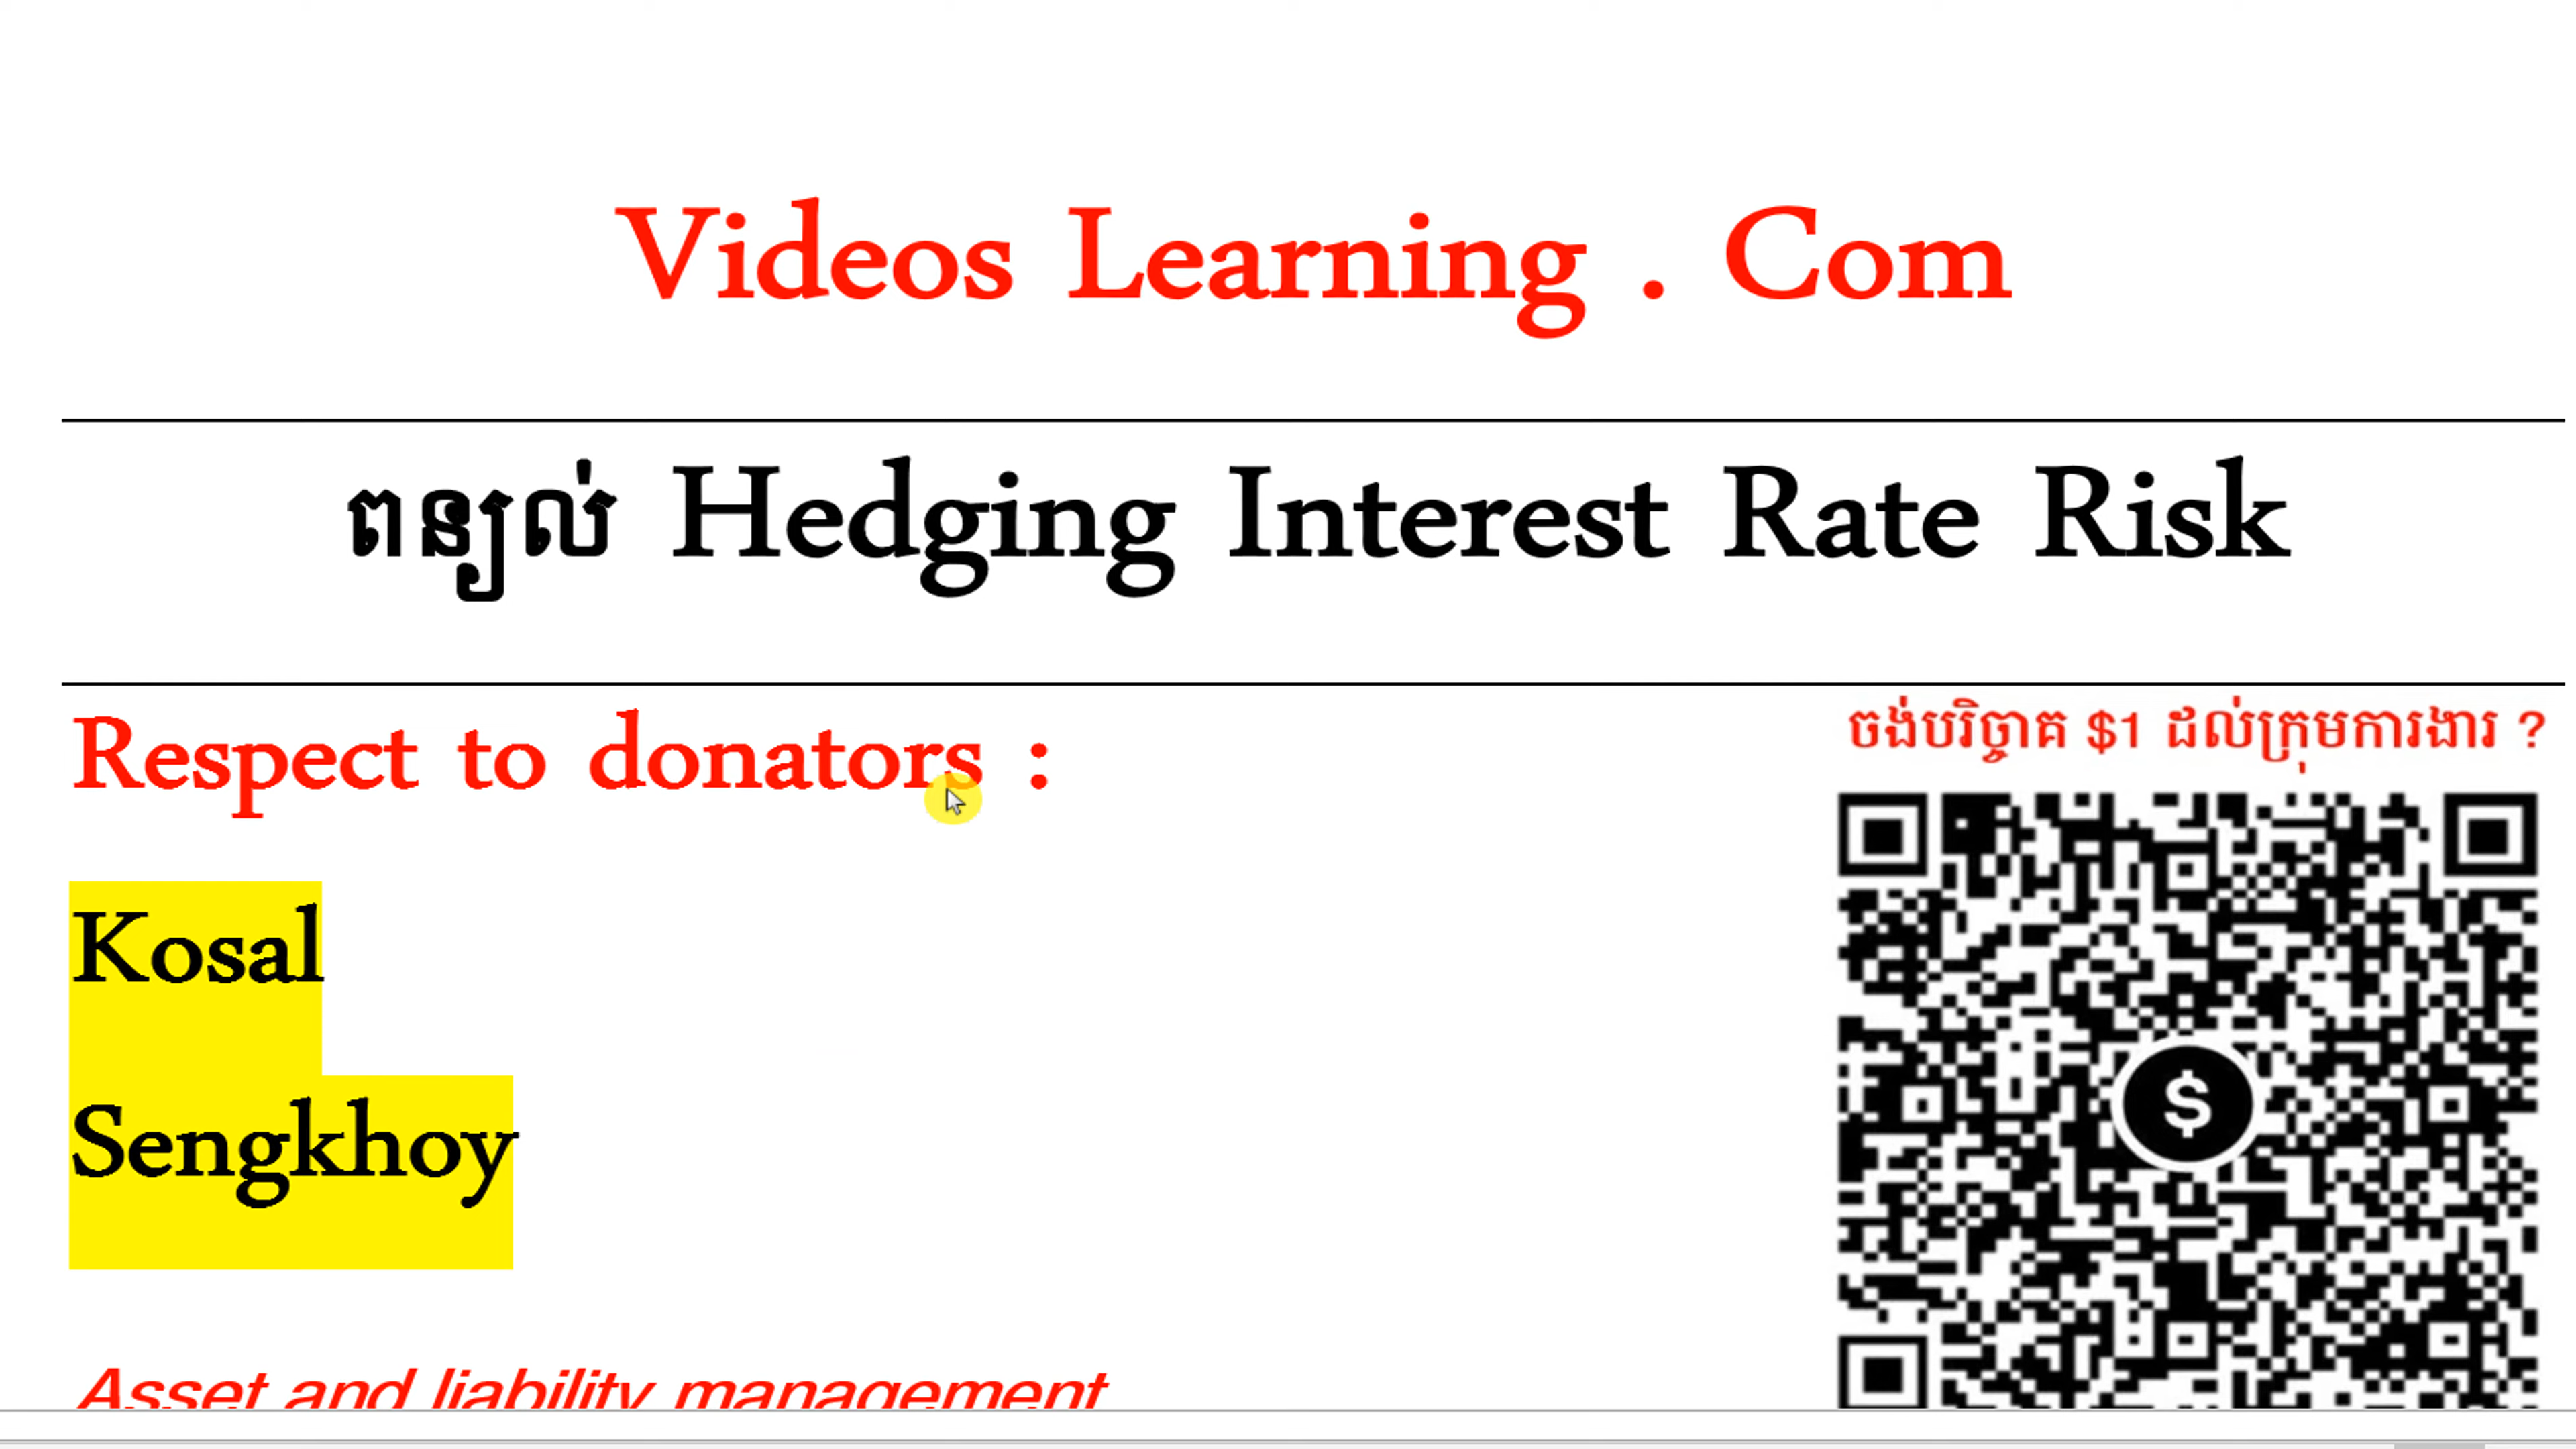 Videos Learning . Com
ពន្យល់ Hedging Interest Rate Risk
Respect to donators :
ចង់បរិច្ចាគ $1 ដល់ក្រុមការងារ ?
Kosal
Sengkhoy
$
Asset and liability management